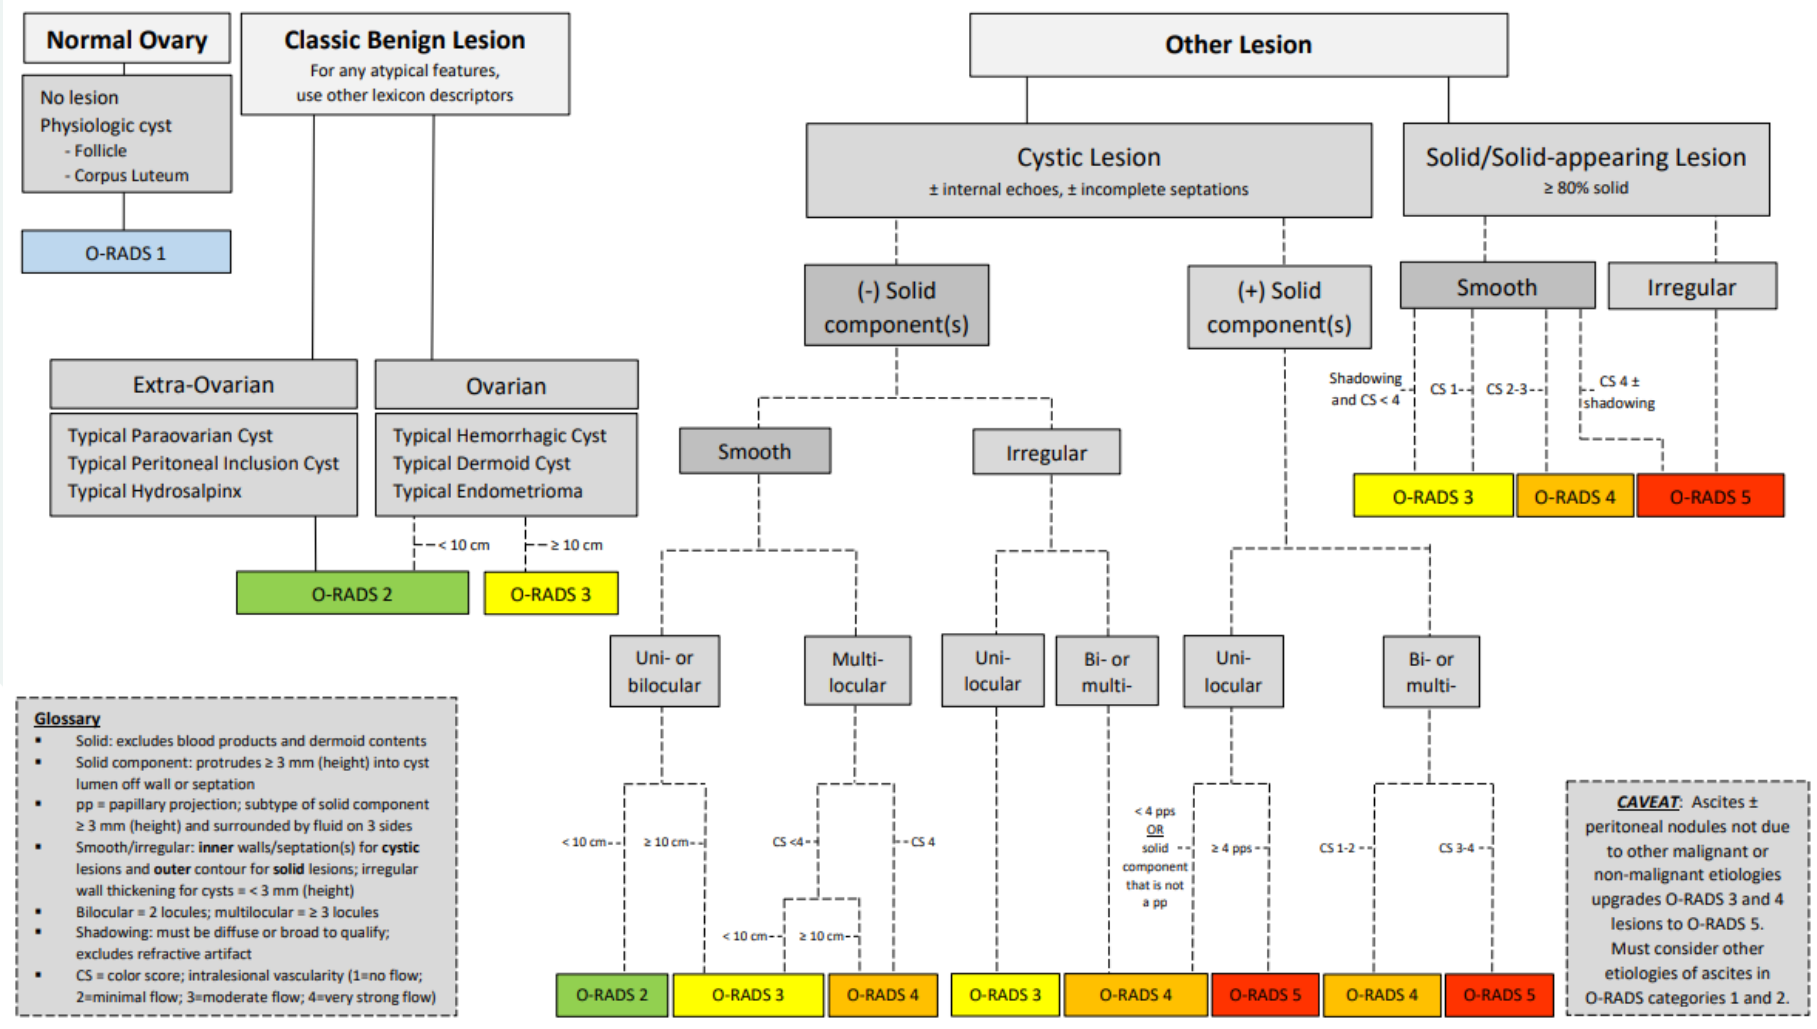 Normal Ovary
No lesion
Physiologic cyst
- Follicle
- Corpus Luteum
O-RADS 1
Classic Benign Lesion
For any atypical features,
use other lexicon descriptors
Extra-Ovarian
Typical Paraovarian Cyst
Typical Peritoneal Inclusion Cyst
Typical Hydrosalpinx
Ovarian
Typical Hemorrhagic Cyst
Typical Dermoid Cyst
Typical Endometrioma
< 10 cm
≥ 10 cm
O-RADS 2
O-RADS 3
Other Lesion
Cystic Lesion
± internal echoes, ± incomplete septations
Solid/Solid-appearing Lesion
≥ 80% solid
(-) Solid
component(s)
(+) Solid
component(s)
Smooth
Irregular
Shadowing
and CS < 4
CS 1
CS 2-3
CS 4 ±
shadowing
O-RADS 3
O-RADS 4
O-RADS 5
Smooth
Irregular
Uni- or
bilocular
Multi-
locular
Uni-
locular
Bi- or
multi-
Uni-
locular
Bi- or
multi-
< 10 cm
≥ 10 cm
CS <4
CS 4
< 10 cm
≥ 10 cm
< 4 pps
OR
solid
component
that is not
a pp
≥ 4 pps
CS 1-2
CS 3-4
O-RADS 2
O-RADS 3
O-RADS 4
O-RADS 3
O-RADS 4
O-RADS 5
O-RADS 4
O-RADS 5
Glossary
▪ Solid: excludes blood products and dermoid contents
▪ Solid component: protrudes ≥ 3 mm (height) into cyst
lumen off wall or septation
▪ pp = papillary projection; subtype of solid component
≥ 3 mm (height) and surrounded by fluid on 3 sides
▪ Smooth/irregular: inner walls/septation(s) for cystic
lesions and outer contour for solid lesions; irregular
wall thickening for cysts = < 3 mm (height)
▪ Bilocular = 2 locules; multilocular = ≥ 3 locules
▪ Shadowing: must be diffuse or broad to qualify;
excludes refractive artifact
▪ CS = color score; intralesional vascularity (1=no flow;
2=minimal flow; 3=moderate flow; 4=very strong flow)
CAVEAT: Ascites ±
peritoneal nodules not due
to other malignant or
non-malignant etiologies
upgrades O-RADS 3 and 4
lesions to O-RADS 5.
Must consider other
etiologies of ascites in
O-RADS categories 1 and 2.